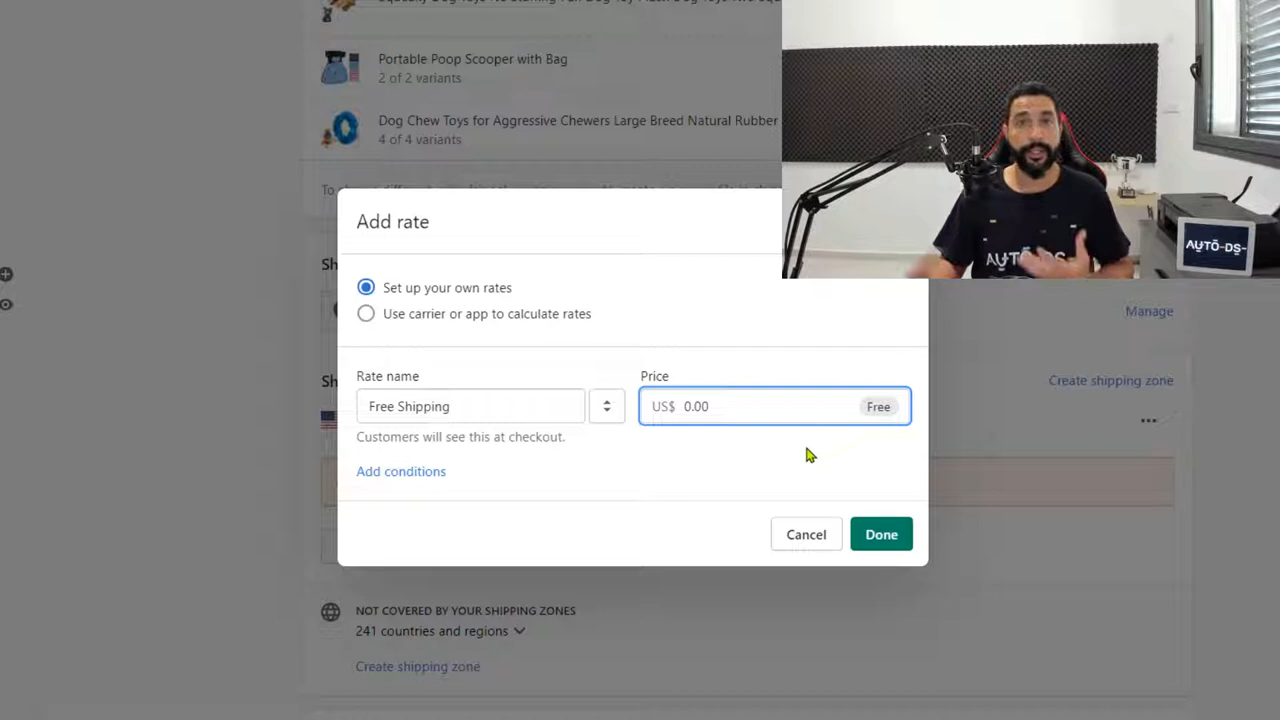 Portable Poop Scooper with Bag
2 of 2 variants
Dog Chew Toys for Aggressive Chewers Large Breed Natural Rubber
4 of 4 variants
Add rate
Set up your own rates
Use carrier or app to calculate rates
Manage
Create shipping zone
Rate name
Price
Free Shipping
US$ 0.00
Free
Customers will see this at checkout.
Add conditions
Cancel
Done
NOT COVERED BY YOUR SHIPPING ZONES
241 countries and regions
Create shipping zone
AUTO-DS-
AUTO-DS-